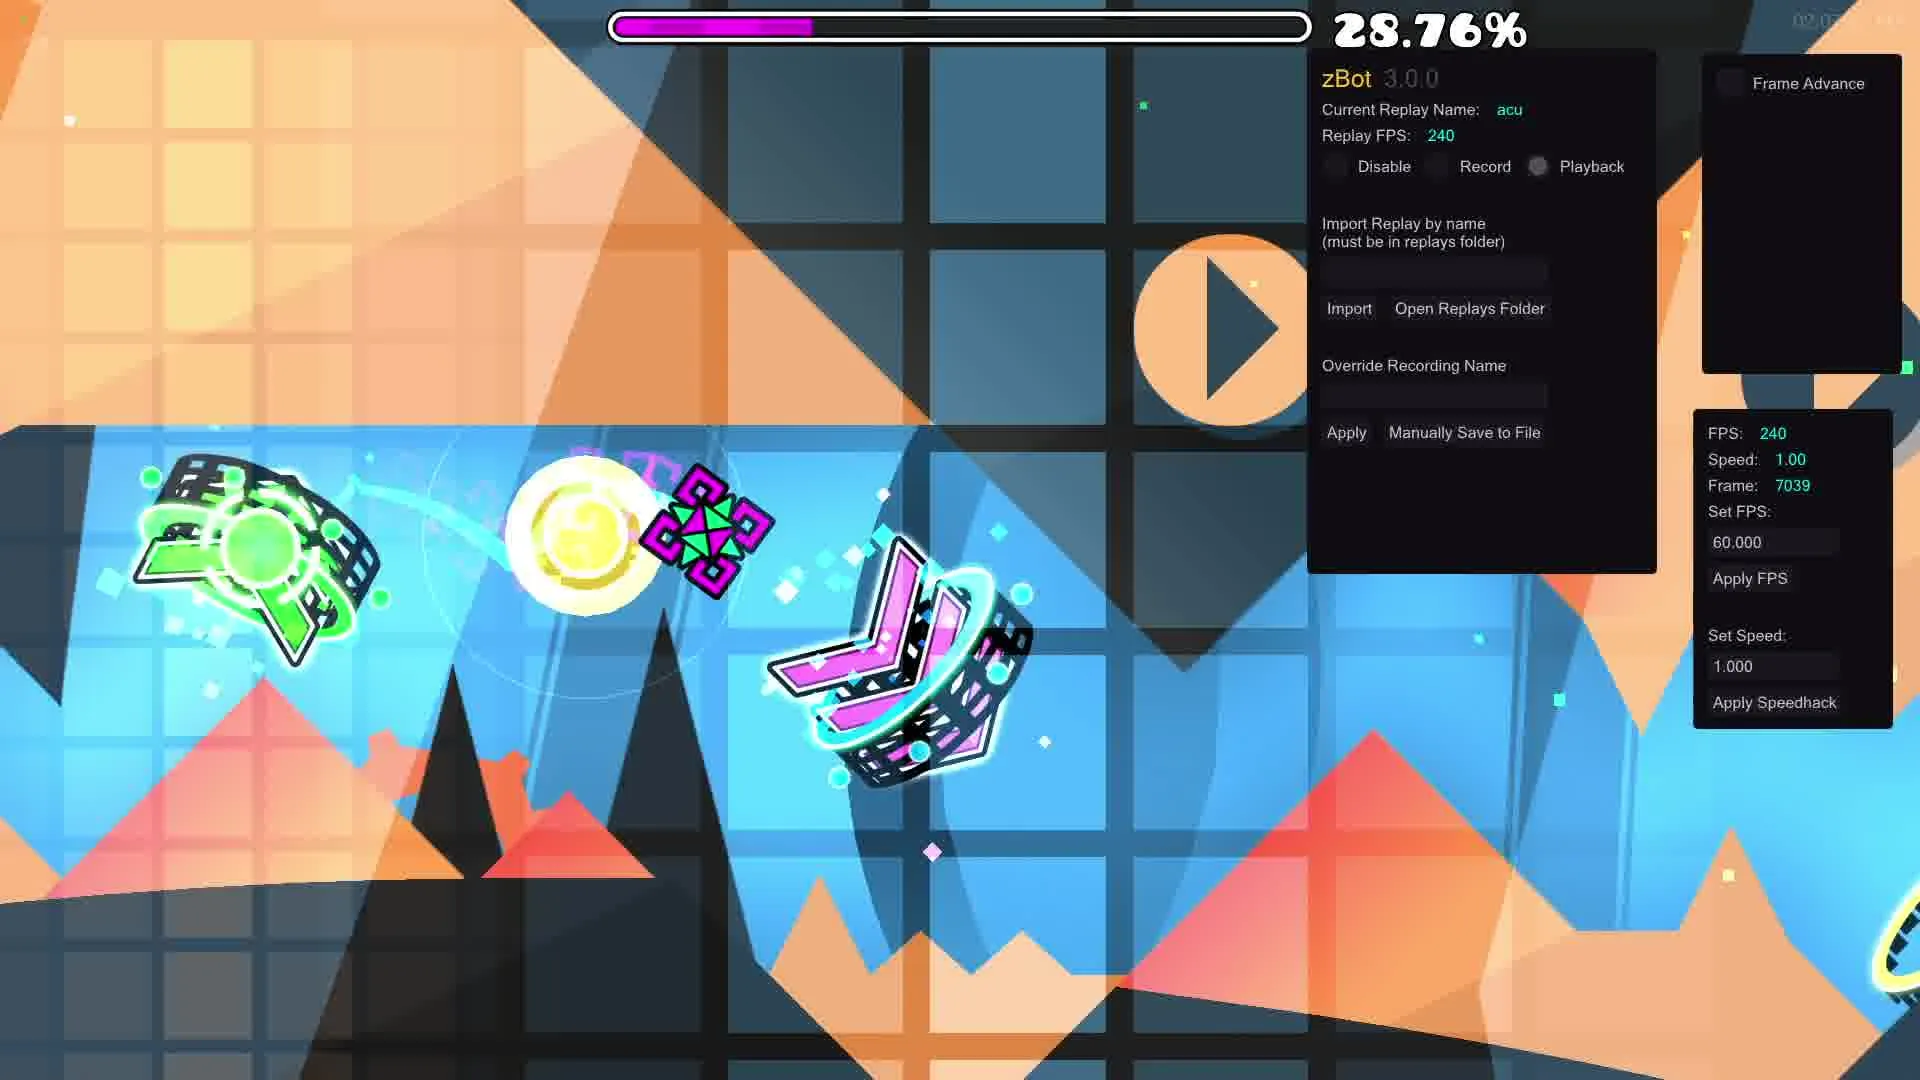 28.76%
zBot 3.0.0
Current Replay Name: acu
Replay FPS: 240
Disable Record Playback
Import Replay by name
(must be in replays folder)
Import Open Replays Folder
Override Recording Name
Apply Manually Save to File
Frame Advance
FPS: 240
Speed: 1.00
Frame: 7039
Set FPS:
60.000
Apply FPS
Set Speed:
1.000
Apply Speedhack